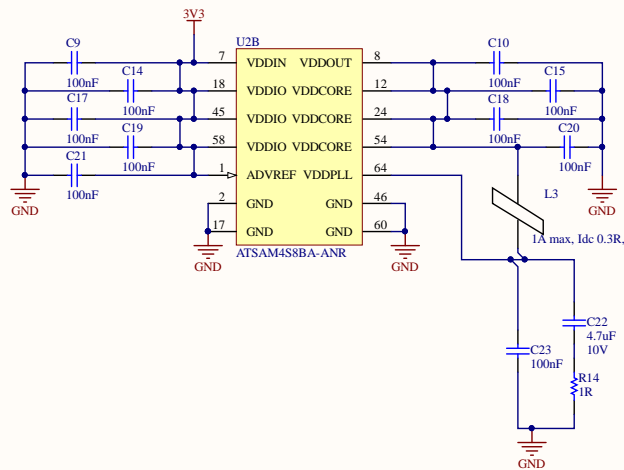 3V3
U2B
C9
100nF
C14
100nF
C17
100nF
C19
100nF
C21
100nF
GND
7 VDDIN VDDOUT 8
18 VDDIO VDDCORE 12
45 VDDIO VDDCORE 24
58 VDDIO VDDCORE 54
1 ADVREF VDDPLL 64
2 GND GND 46
17 GND GND 60
ATSAM4S8BA-ANR
GND
GND
C10
100nF
C15
100nF
C18
100nF
C20
100nF
GND
L3
1A max, Idc 0.3R,
C22
4.7uF
10V
C23
100nF
R14
1R
GND